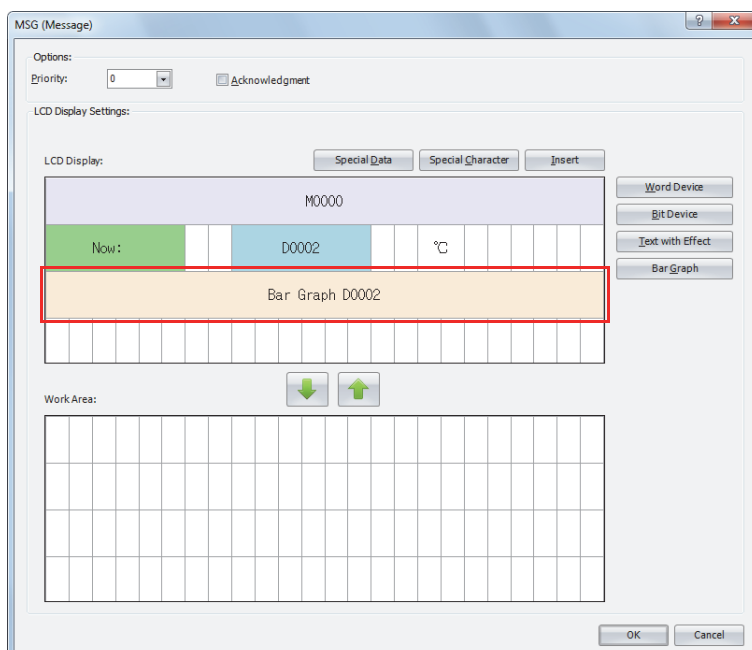 MSG (Message)
Options:
Priority: 0 Acknowledgment
LCD Display Settings:
LCD Display: Special Data Special Character Insert
M0000
Word Device
Bit Device
Now: D0002 ℃
Text with Effect
Bar Graph
Bar Graph D0002
Work Area:
OK Cancel